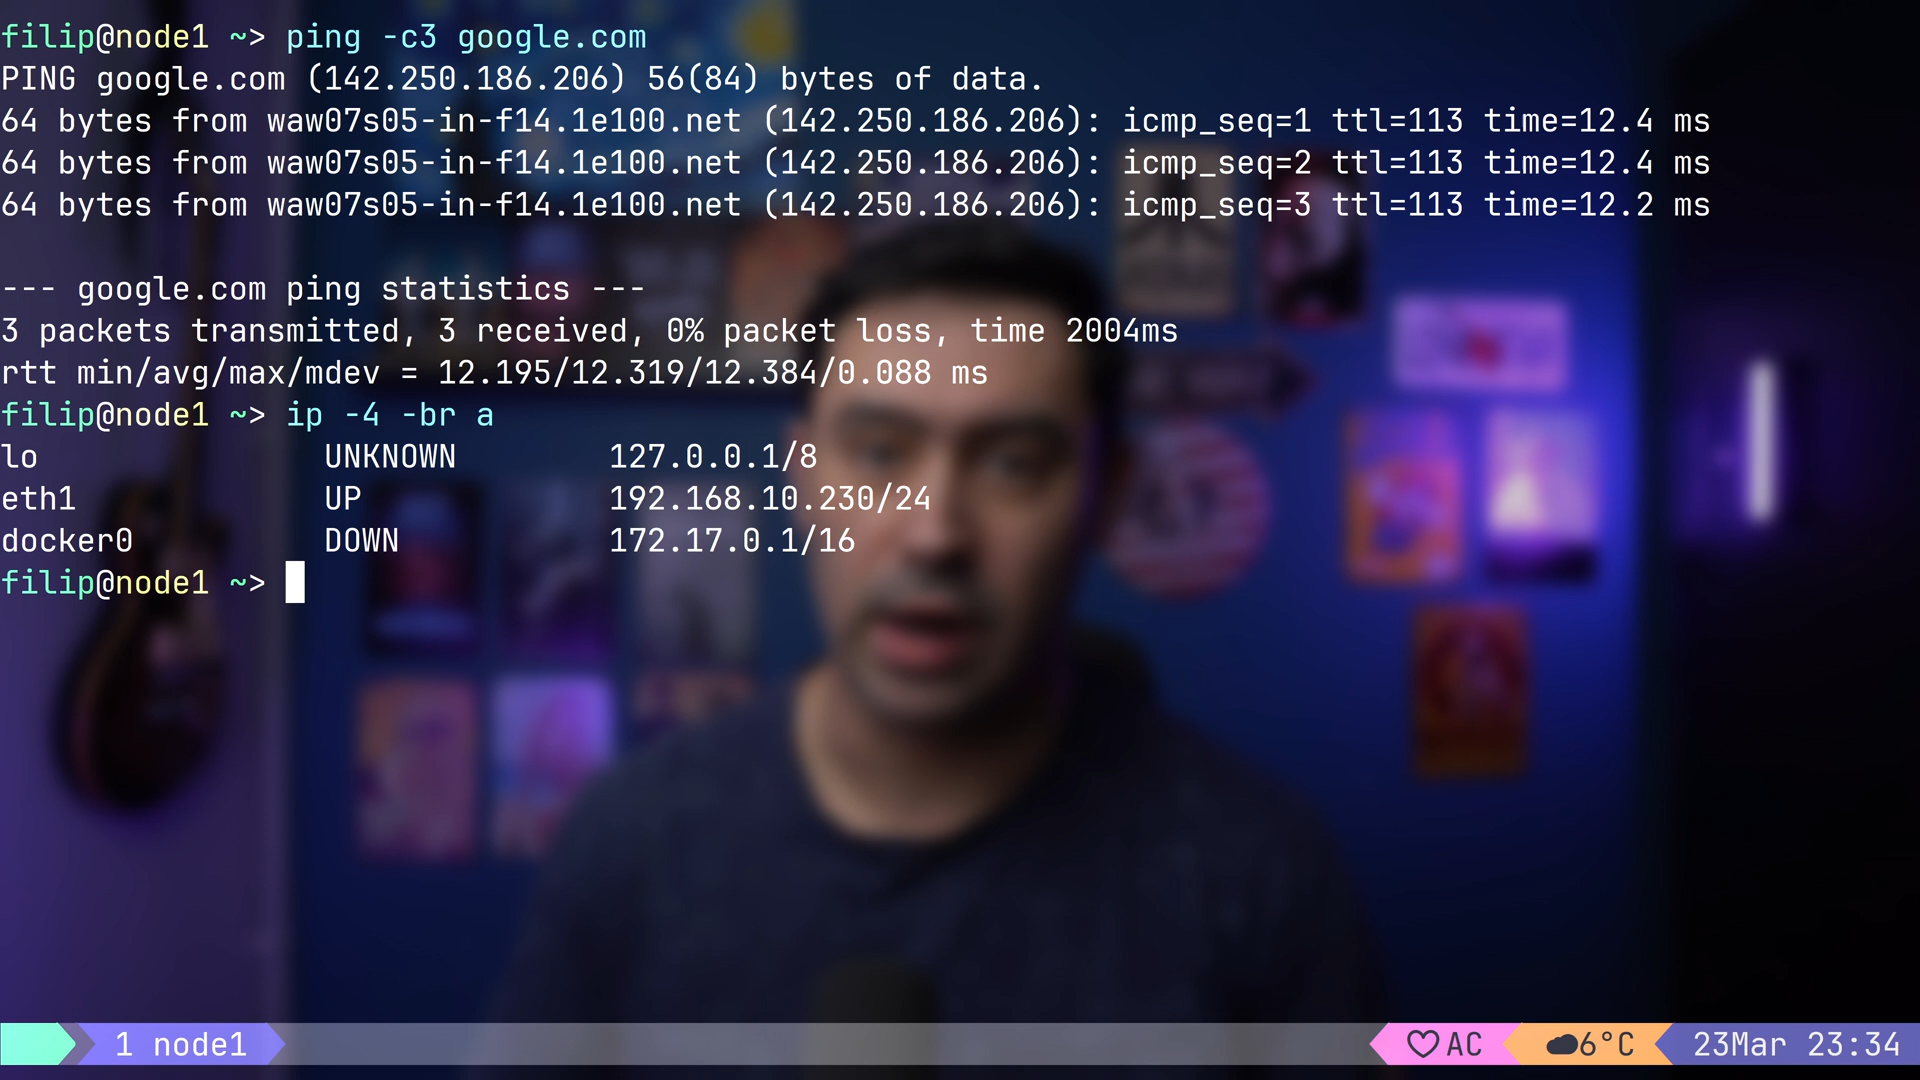 filip@node1 ~> ping -c3 google.com
PING google.com (142.250.186.206) 56(84) bytes of data.
64 bytes from waw07s05-in-f14.1e100.net (142.250.186.206): icmp_seq=1 ttl=113 time=12.4 ms
64 bytes from waw07s05-in-f14.1e100.net (142.250.186.206): icmp_seq=2 ttl=113 time=12.4 ms
64 bytes from waw07s05-in-f14.1e100.net (142.250.186.206): icmp_seq=3 ttl=113 time=12.2 ms
--- google.com ping statistics ---
3 packets transmitted, 3 received, 0% packet loss, time 2004ms
rtt min/avg/max/mdev = 12.195/12.319/12.384/0.088 ms
filip@node1 ~> ip -4 -br a
lo UNKNOWN 127.0.0.1/8
eth1 UP 192.168.10.230/24
docker0 DOWN 172.17.0.1/16
filip@node1 ~>
1 node1 AC 6°C 23Mar 23:34